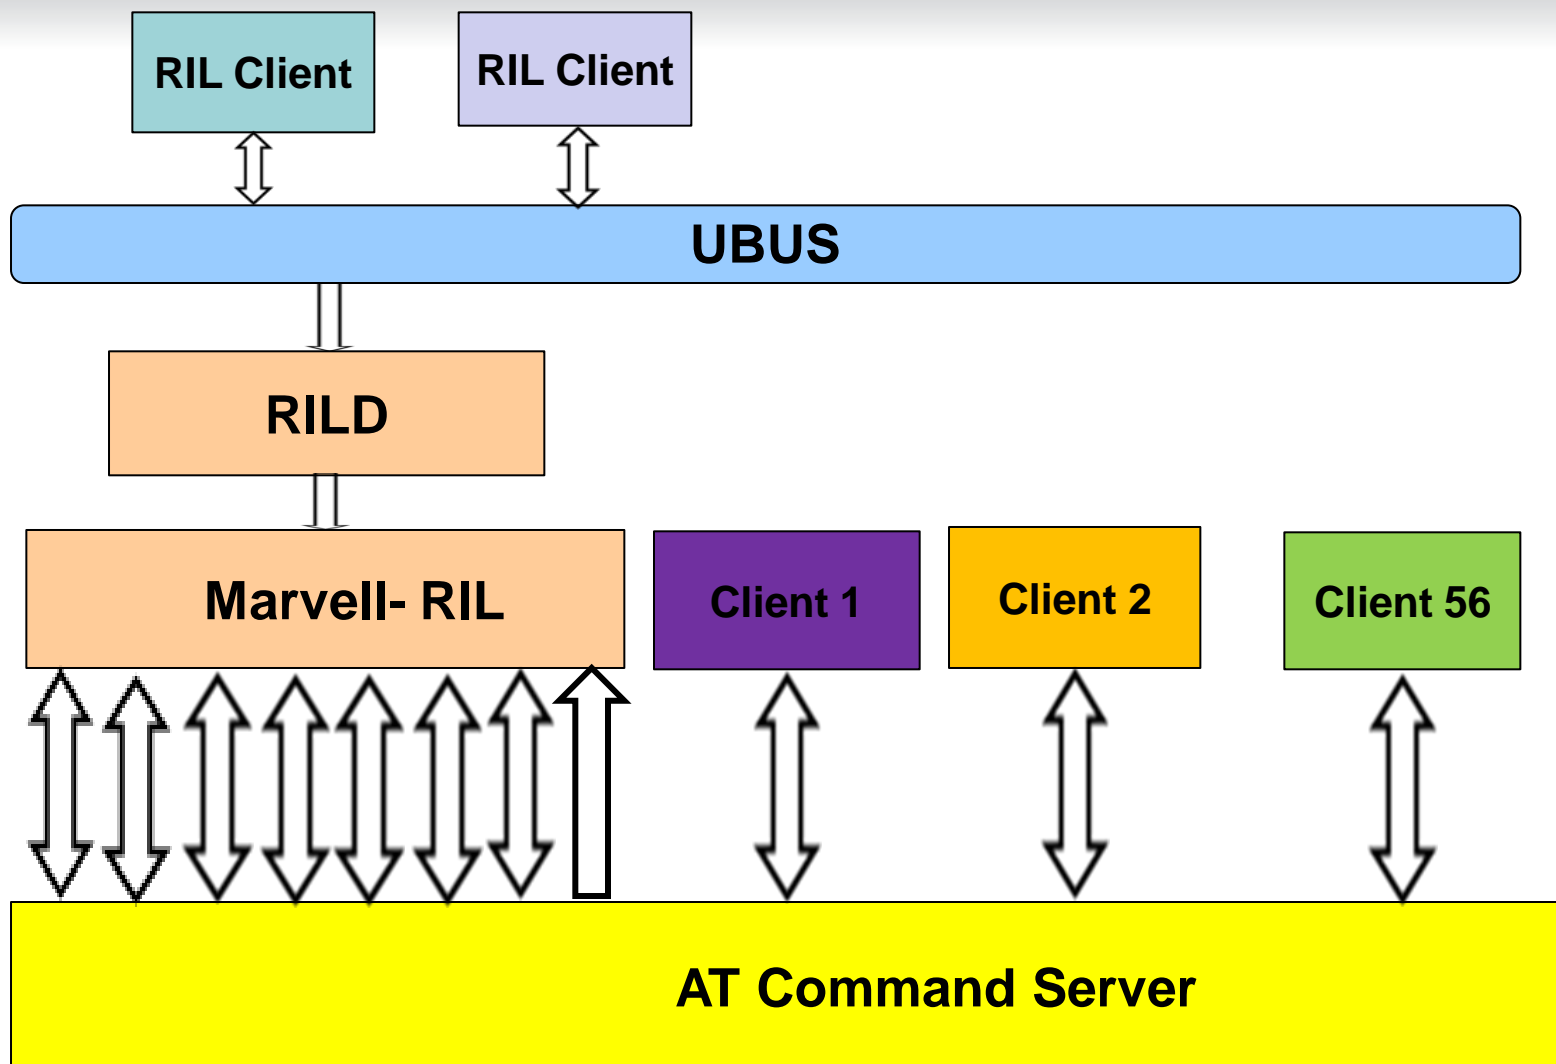 RIL Client
RIL Client
UBUS
RILD
Marvell- RIL
Client 1
Client 2
Client 56
AT Command Server